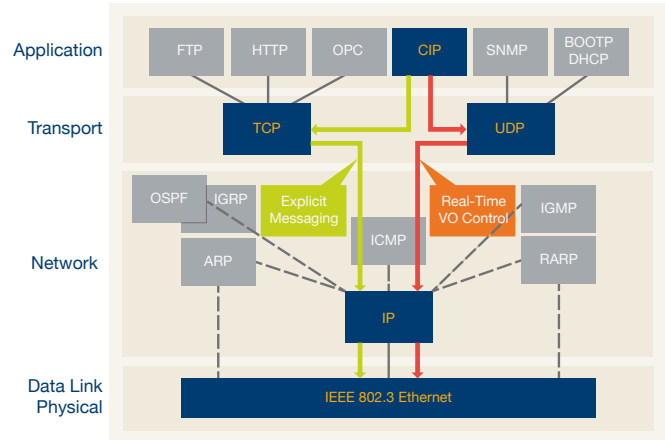 Application
FTP
HTTP
OPC
CIP
SNMP
BOOTP
DHCP
Transport
TCP
UDP
Network
OSPF
IGRP
Explicit
Messaging
Real-Time
VO Control
IGMP
ICMP
ARP
RARP
IP
Data Link
Physical
IEEE 802.3 Ethernet